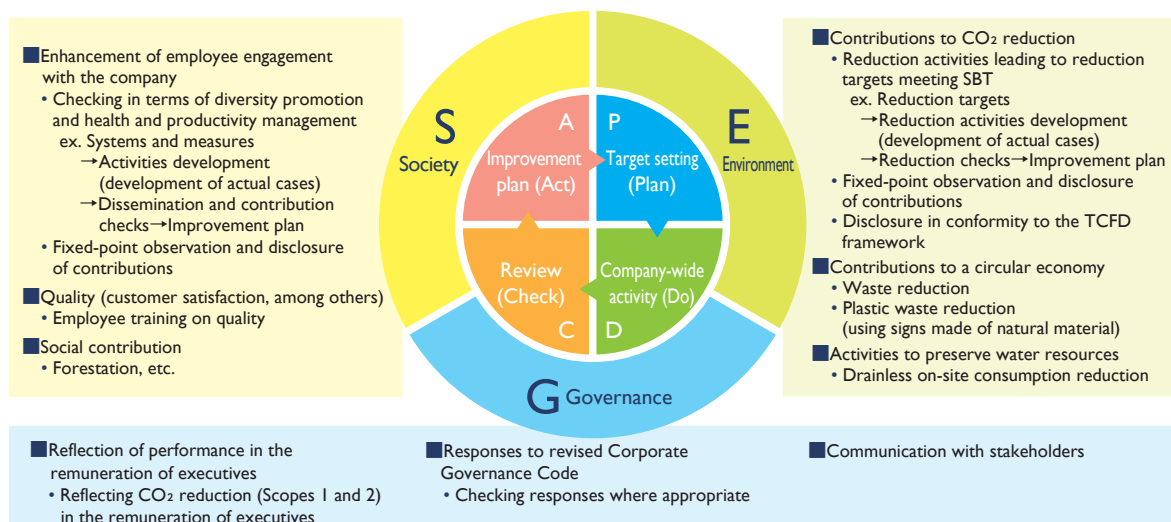 ■Enhancement of employee engagement
with the company
• Checking in terms of diversity promotion
and health and productivity management
ex. Systems and measures
→Activities development
(development of actual cases)
→Dissemination and contribution
checks→Improvement plan
• Fixed-point observation and disclosure
of contributions
■Quality (customer satisfaction, among others)
• Employee training on quality
■Social contribution
• Forestation, etc.
S
Society
E
Environment
G Governance
A
Improvement
plan (Act)
P
Target setting
(Plan)
Review
(Check)
C
Company-wide
activity (Do)
D
■Contributions to CO₂ reduction
• Reduction activities leading to reduction
targets meeting SBT
ex. Reduction targets
→Reduction activities development
(development of actual cases)
→Reduction checks→Improvement plan
• Fixed-point observation and disclosure
of contributions
• Disclosure in conformity to the TCFD
framework
■Contributions to a circular economy
• Waste reduction
• Plastic waste reduction
(using signs made of natural material)
■Activities to preserve water resources
• Drainless on-site consumption reduction
■Reflection of performance in the
remuneration of executives
• Reflecting CO₂ reduction (Scopes 1 and 2)
in the remuneration of executives
■Responses to revised Corporate
Governance Code
• Checking responses where appropriate
■Communication with stakeholders